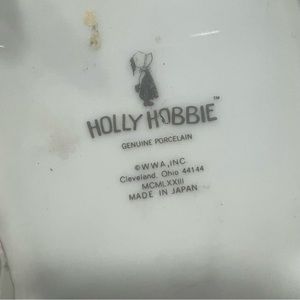 HOLLY HOBBIE™
GENUINE PORCELAIN
©WWA,INC
Cleveland, Ohio 44144
MCMLXXIII
MADE IN JAPAN